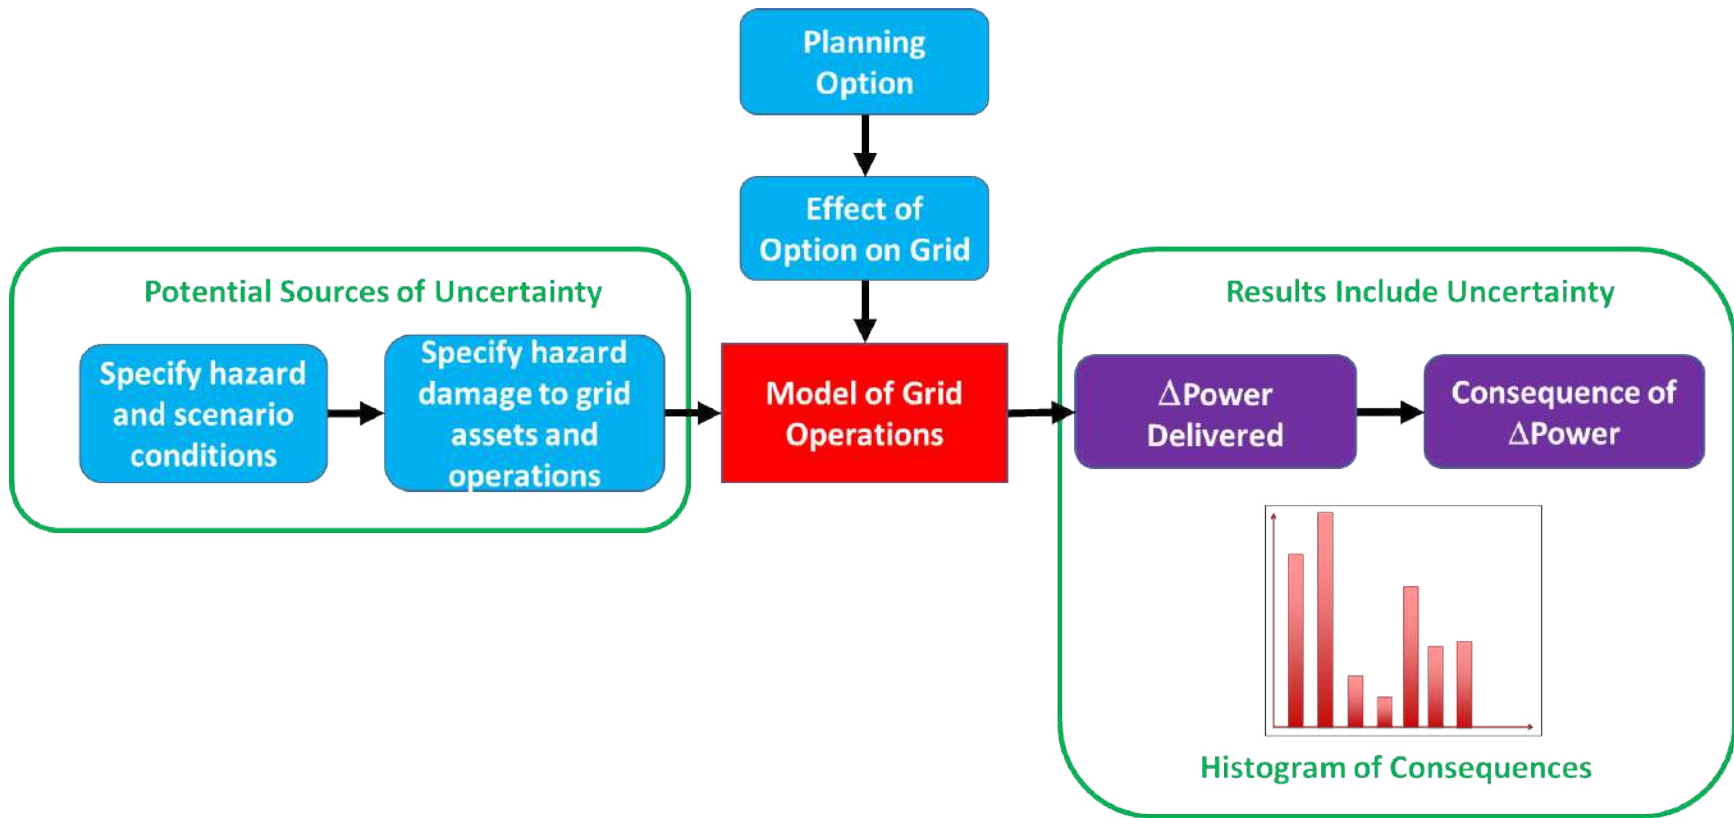 Planning
Option
Effect of
Option on Grid
Potential Sources of Uncertainty
Specify hazard
and scenario
conditions
Specify hazard
damage to grid
assets and
operations
Model of Grid
Operations
Results Include Uncertainty
ΔPower
Delivered
Consequence of
ΔPower
Histogram of Consequences